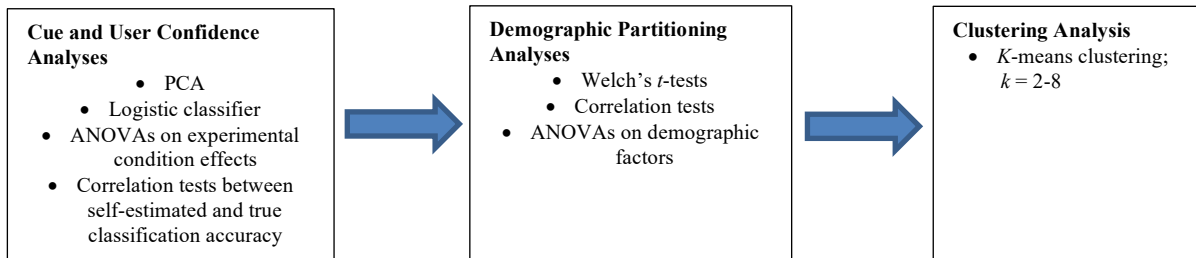 Cue and User Confidence
Analyses
• PCA
• Logistic classifier
• ANOVAs on experimental
condition effects
• Correlation tests between
self-estimated and true
classification accuracy
Demographic Partitioning
Analyses
• Welch’s t-tests
• Correlation tests
• ANOVAs on demographic
factors
Clustering Analysis
• K-means clustering;
k = 2-8